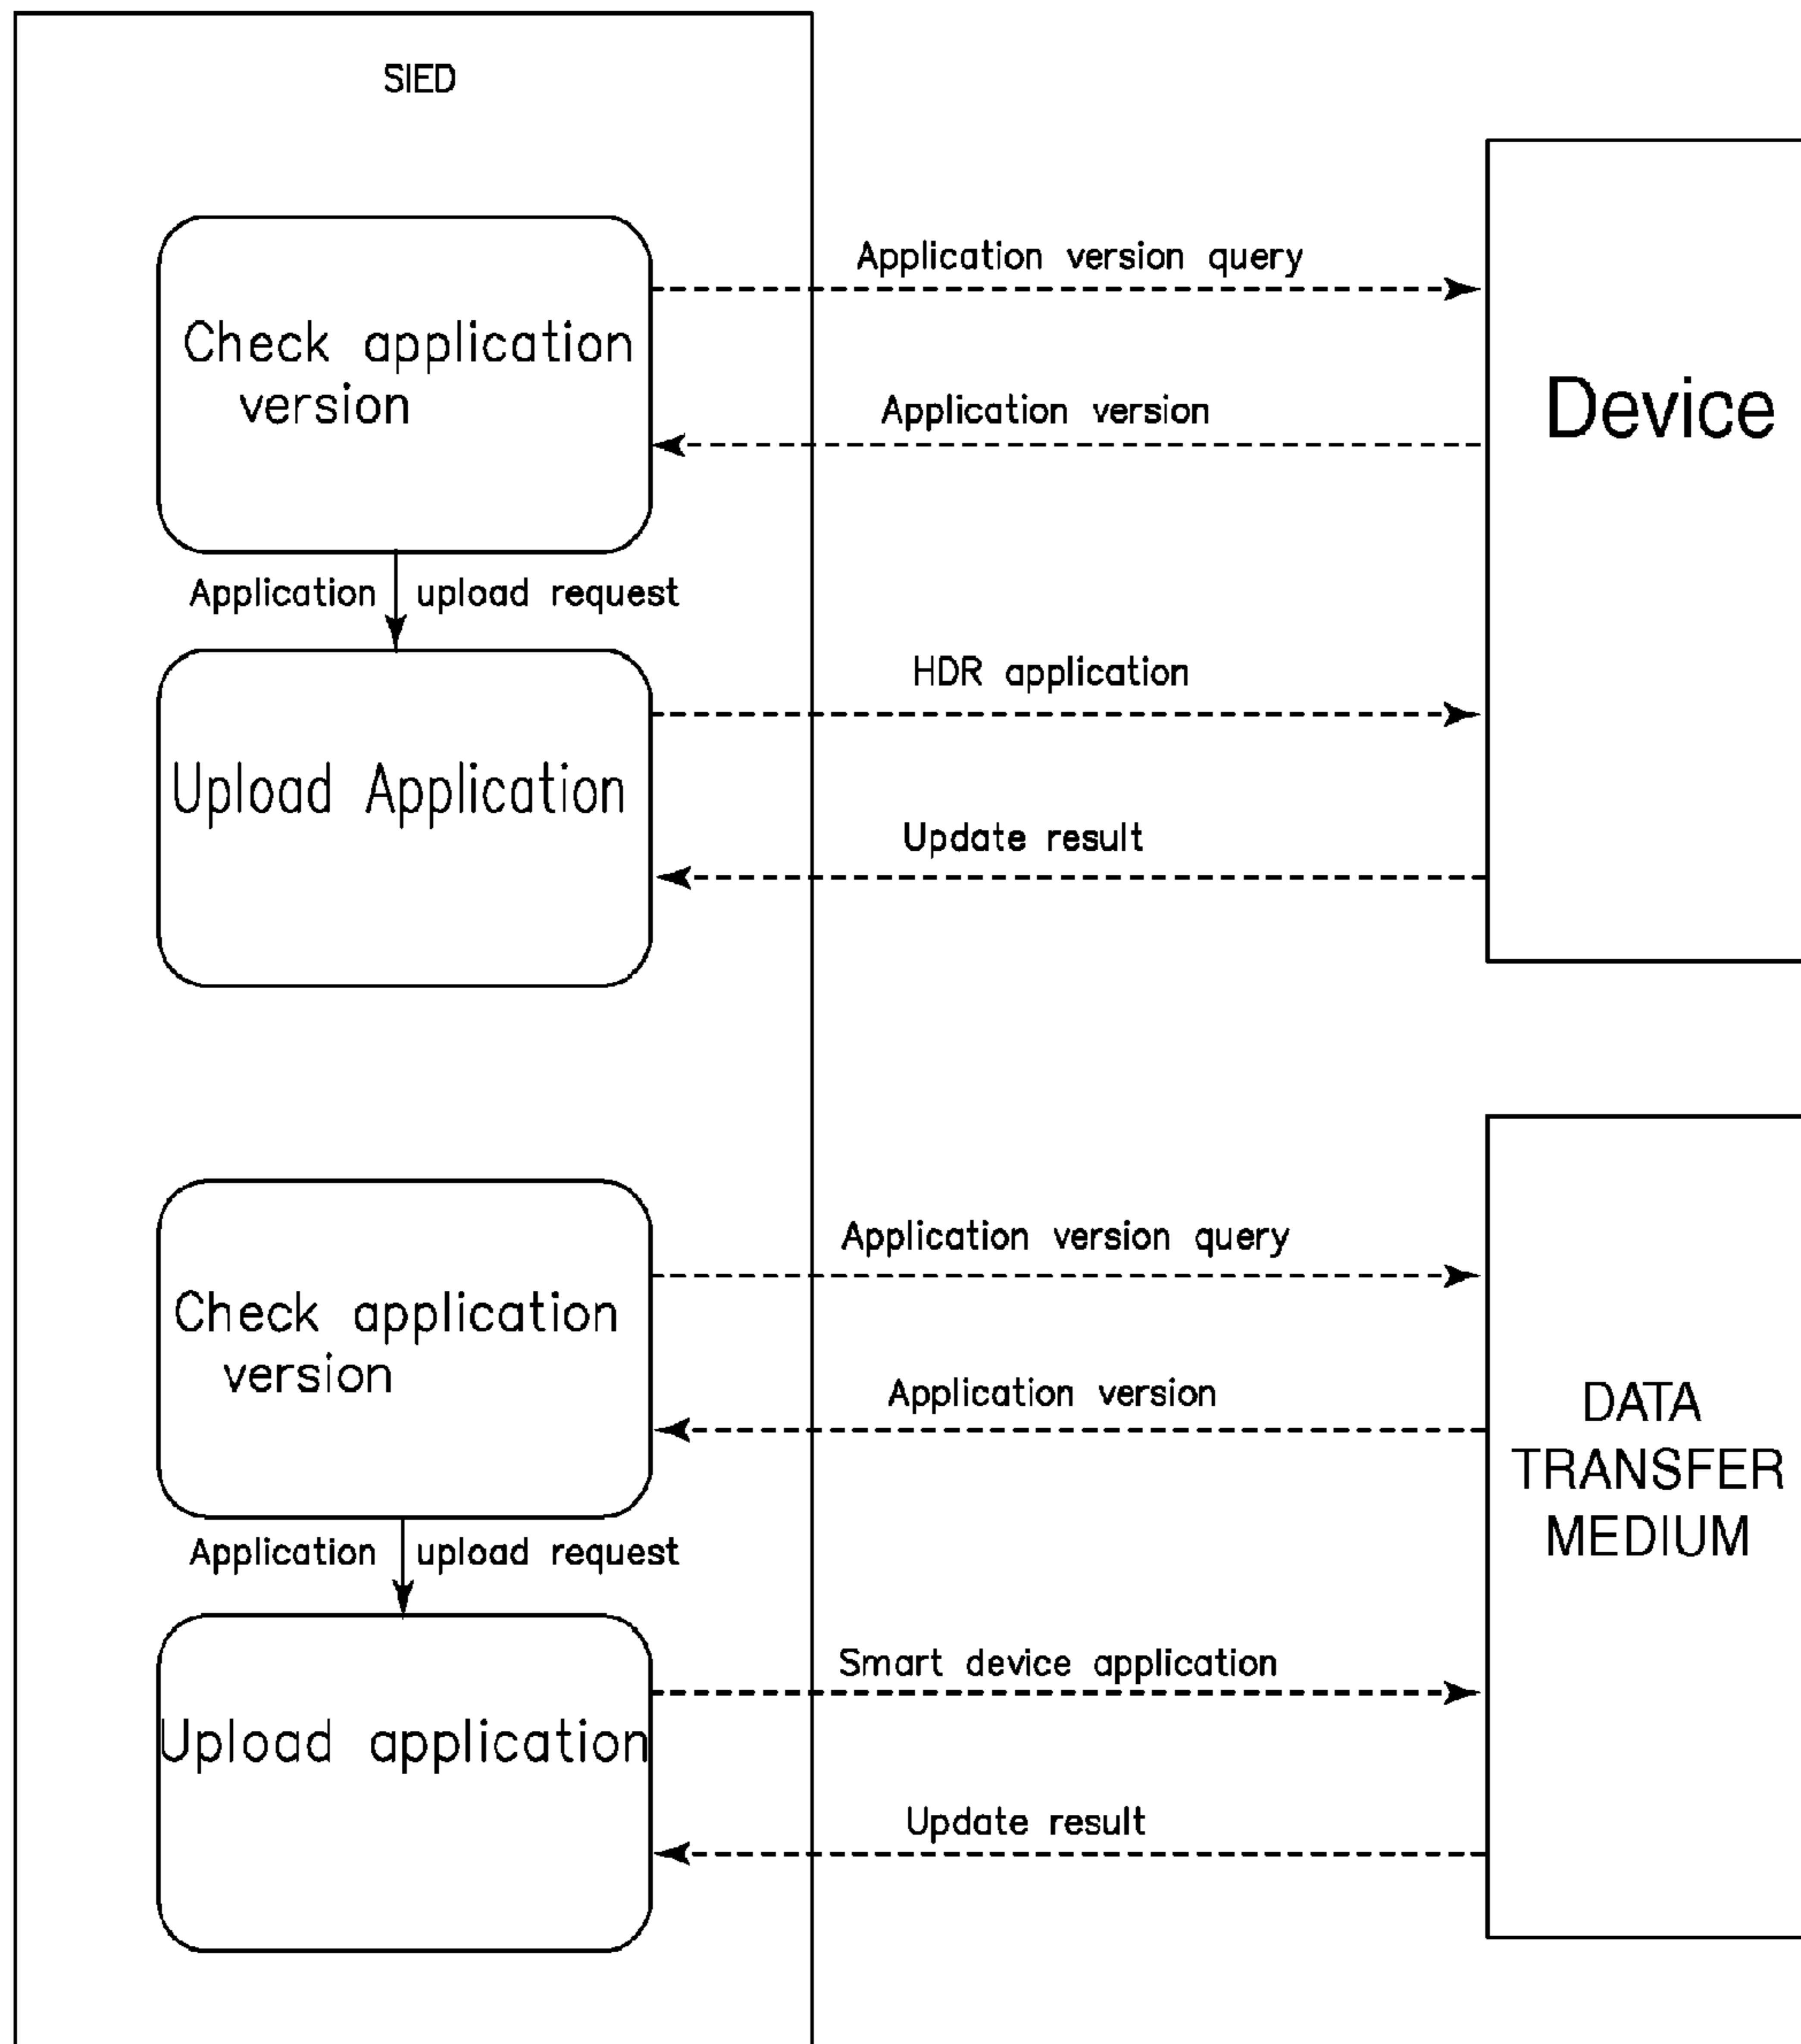 SIED
Application version query
Check application
version
Application version
Device
Application upload request
HDR application
Upload Application
Update result
Application version query
Check application
version
Application version
DATA
TRANSFER
MEDIUM
Application upload request
Smart device application
Upload application
Update result